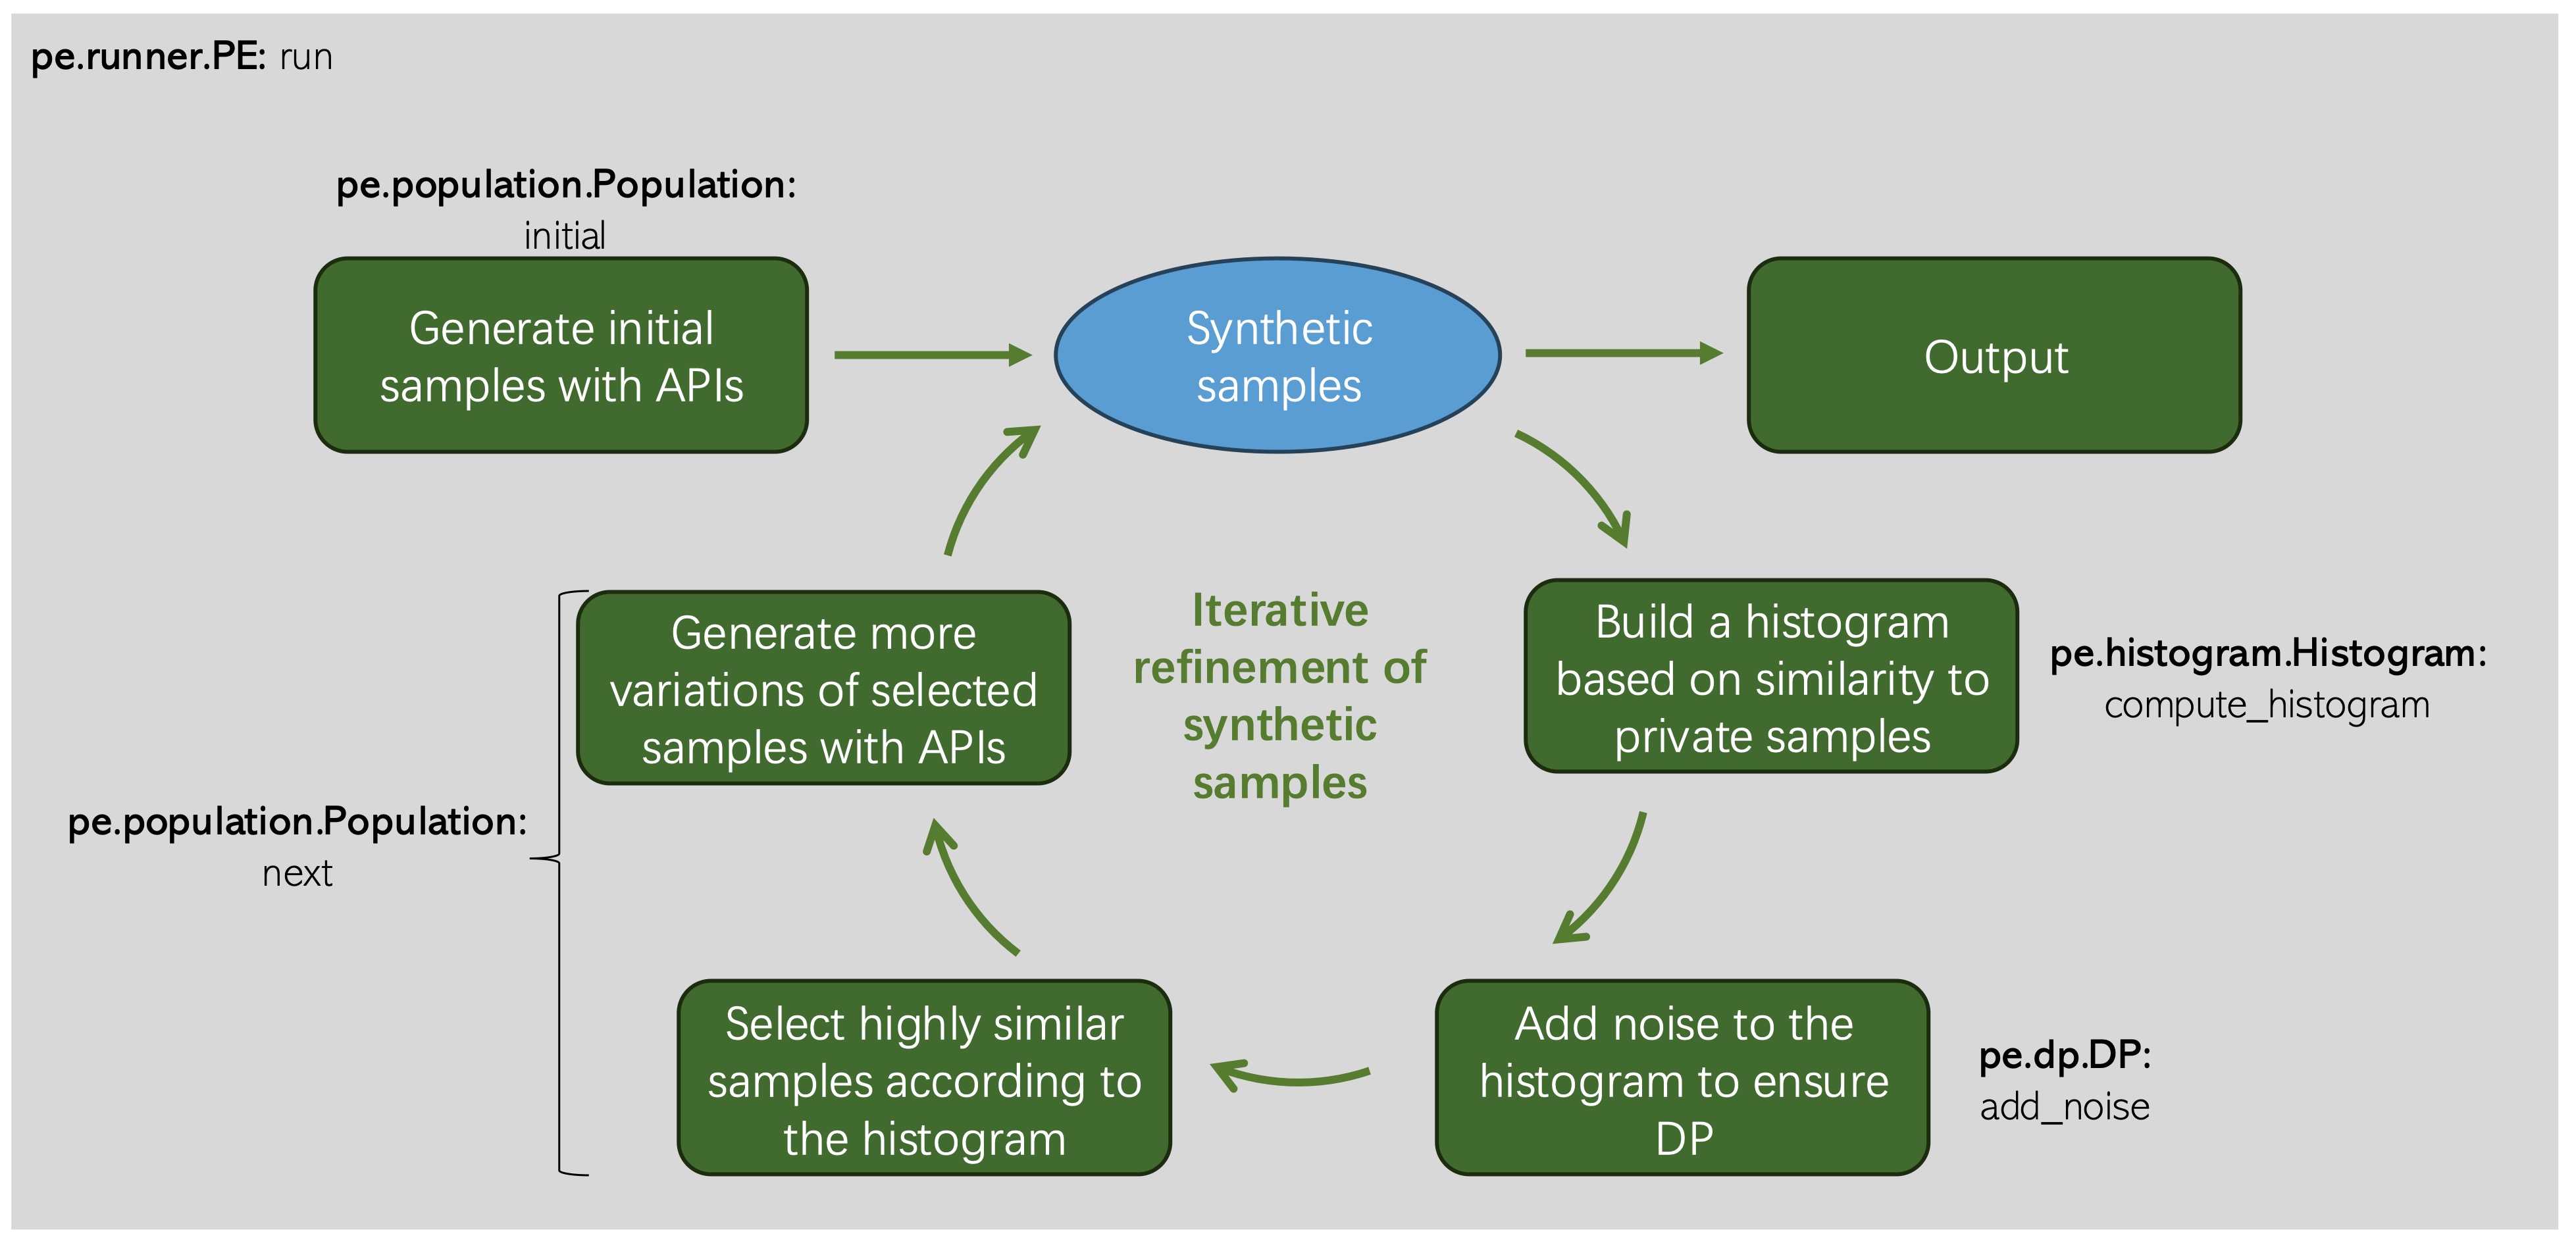 pe.runner.PE: run
pe.population.Population:
initial
Generate initial
samples with APIs
Synthetic
samples
Output
Generate more
variations of selected
samples with APIs
Iterative
refinement of
synthetic
samples
Build a histogram
based on similarity to
private samples
pe.histogram.Histogram:
compute_histogram
pe.population.Population:
next
Select highly similar
samples according to
the histogram
Add noise to the
histogram to ensure
DP
pe.dp.DP:
add_noise